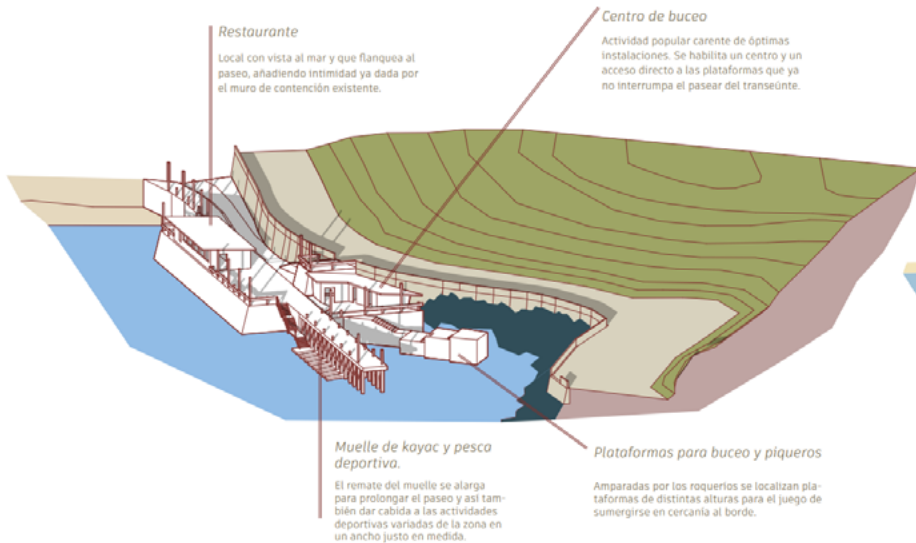 Restaurante
Local con vista al mar y que flanquea al
paseo, añadiendo intimidad ya dada por
el muro de contención existente.
Centro de buceo
Actividad popular carente de óptimas
instalaciones. Se habilita un centro y un
acceso directo a las plataformas que ya
no interrumpa el pasear del transeúnte.
Muelle de kayac y pesca
deportiva.
El remate del muelle se alarga
para prolongar el paseo y así tam-
bién dar cabida a las actividades
deportivas variadas de la zona en
un ancho justo en medida.
Plataformas para buceo y piqueros
Amparadas por los roqueríos se localizan pla-
taformas de distintas alturas para el juego de
sumergirse en cercanía al borde.